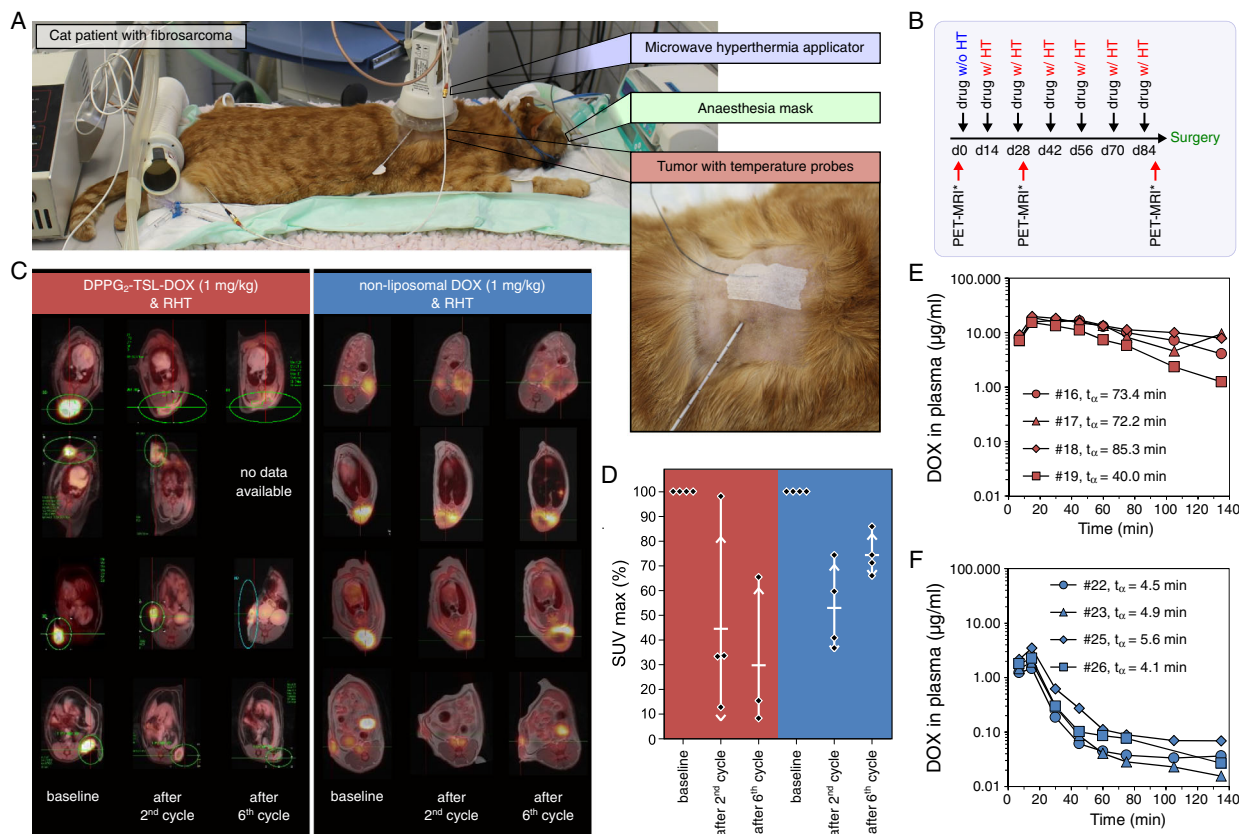 A
Cat patient with fibrosarcoma
Microwave hyperthermia applicator
Anaesthesia mask
Tumor with temperature probes
B
drug w/o HT
drug w/ HT
drug w/ HT
drug w/ HT
drug w/ HT
drug w/ HT
drug w/ HT
d0 d14 d28 d42 d56 d70 d84
Surgery
PET-MRI*
PET-MRI*
PET-MRI*
C
DPPG₂-TSL-DOX (1 mg/kg)
& RHT
non-liposomal DOX (1 mg/kg)
& RHT
no data
available
baseline
after
2nd cycle
after
6th cycle
baseline
after
2nd cycle
after
6th cycle
D
SUV max (%)
100
90
80
70
60
50
40
30
20
10
0
baseline
after 2nd cycle
after 6th cycle
baseline
after 2nd cycle
after 6th cycle
E
DOX in plasma (µg/ml)
100.000
10.00
1.00
0.10
0.01
#16, tα = 73.4 min
#17, tα = 72.2 min
#18, tα = 85.3 min
#19, tα = 40.0 min
0 20 40 60 80 100 120 140
Time (min)
F
DOX in plasma (µg/ml)
100.000
10.00
1.00
0.10
0.01
#22, tα = 4.5 min
#23, tα = 4.9 min
#25, tα = 5.6 min
#26, tα = 4.1 min
0 20 40 60 80 100 120 140
Time (min)